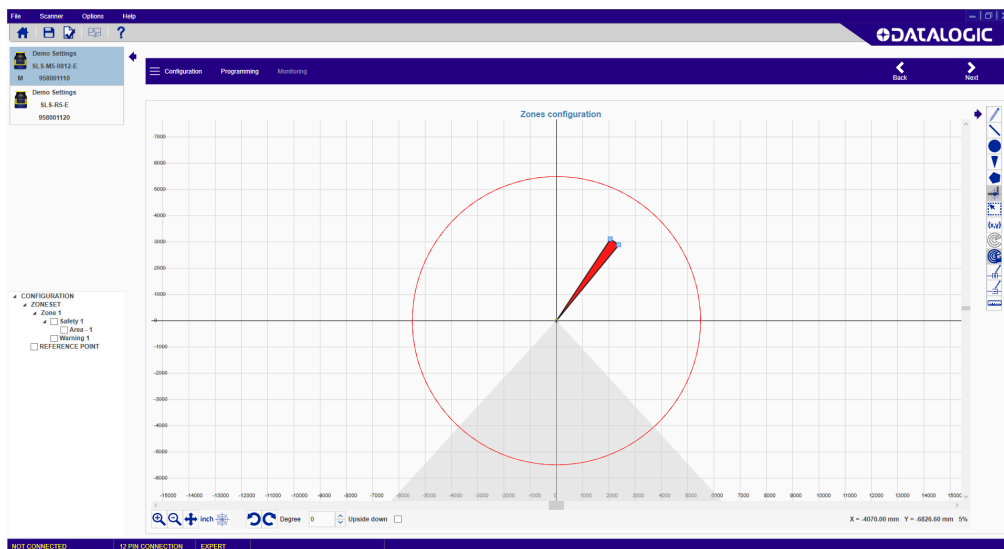 File Scanner Options Help
DATALOGIC
Demo Settings
SLS-M5-0812-E
M 958001110
Demo Settings
SLS-R5-E
958001120
Configuration Programming Monitoring
Back Next
Zones configuration
7000
6000
5000
4000
3000
2000
1000
-0
-1000
-2000
-3000
-4000
-5000
-6000
-15000 -14000 -13000 -12000 -11000 -10000 -9000 -8000 -7000 -6000 -5000 -4000 -3000 -2000 -1000 0 1000 2000 3000 4000 5000 6000 7000 8000 9000 10000 11000 12000 13000 14000 15000
{x,y}
CONFIGURATION
ZONESET
Zone 1
Safety 1
Area - 1
Warning 1
REFERENCE POINT
inch Degree 0 Upside down
X = -4070.00 mm Y = -6826.60 mm 5%
NOT CONNECTED 12 PIN CONNECTION EXPERT